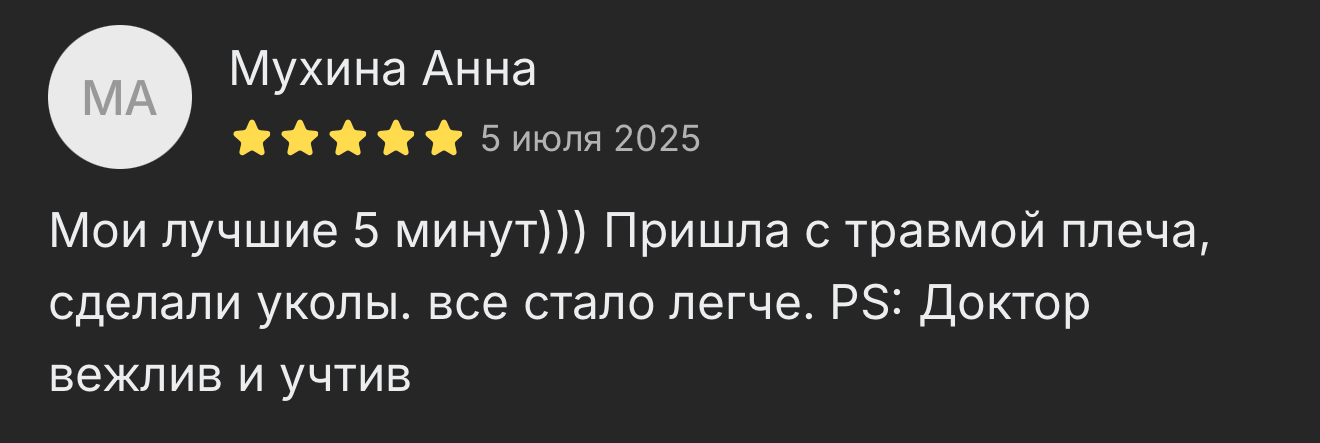 МА
Мухина Анна
5 июля 2025
Мои лучшие 5 минут))) Пришла с травмой плеча,
сделали уколы. все стало легче. PS: Доктор
вежлив и учтив